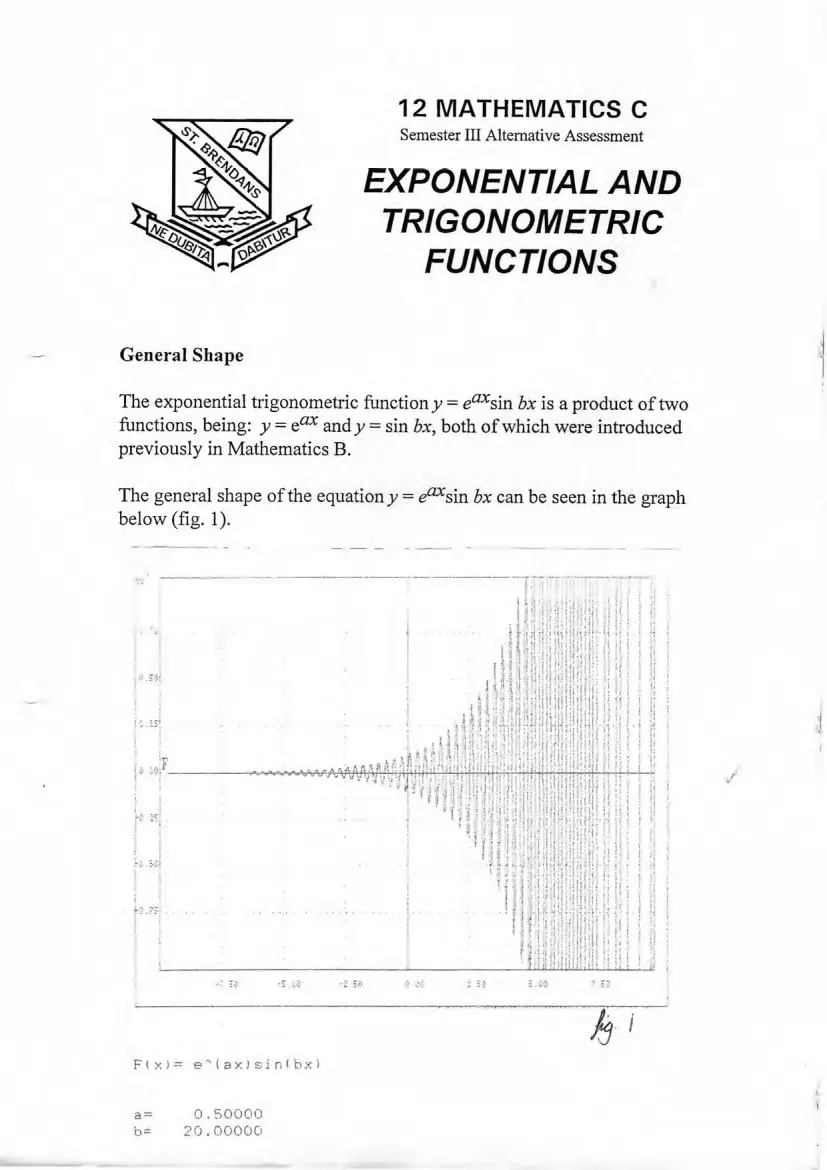 12 MATHEMATICS C
Semester III Alternative Assessment
EXPONENTIAL AND
TRIGONOMETRIC
FUNCTIONS
ST. BRENDANS
ΑΩ
NE DUBITA DABITUR
General Shape
The exponential trigonometric function y = e^ax sin bx is a product of two
functions, being: y = e^ax and y = sin bx, both of which were introduced
previously in Mathematics B.
The general shape of the equation y = e^ax sin bx can be seen in the graph
below (fig. 1).
0.50
0.25
0.00 F
-0.25
-0.50
-0.75
-7.50 -5.00 -2.50 0.00 2.50 5.00 7.50
fig 1
F(x)= e^(ax)sin(bx)
a= 0.50000
b= 20.00000